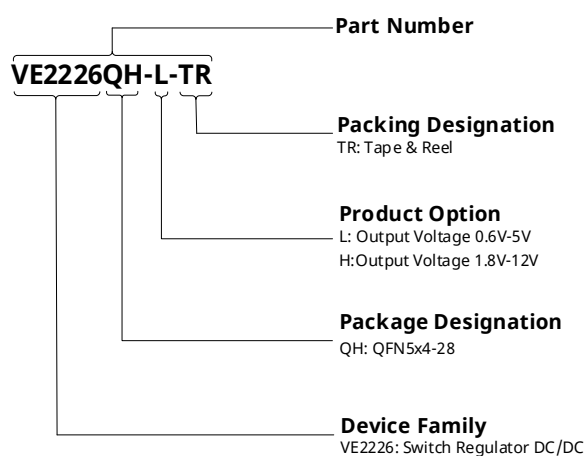 Part Number
VE2226QH-L-TR
Packing Designation
TR: Tape & Reel
Product Option
L: Output Voltage 0.6V-5V
H:Output Voltage 1.8V-12V
Package Designation
QH: QFN5x4-28
Device Family
VE2226: Switch Regulator DC/DC